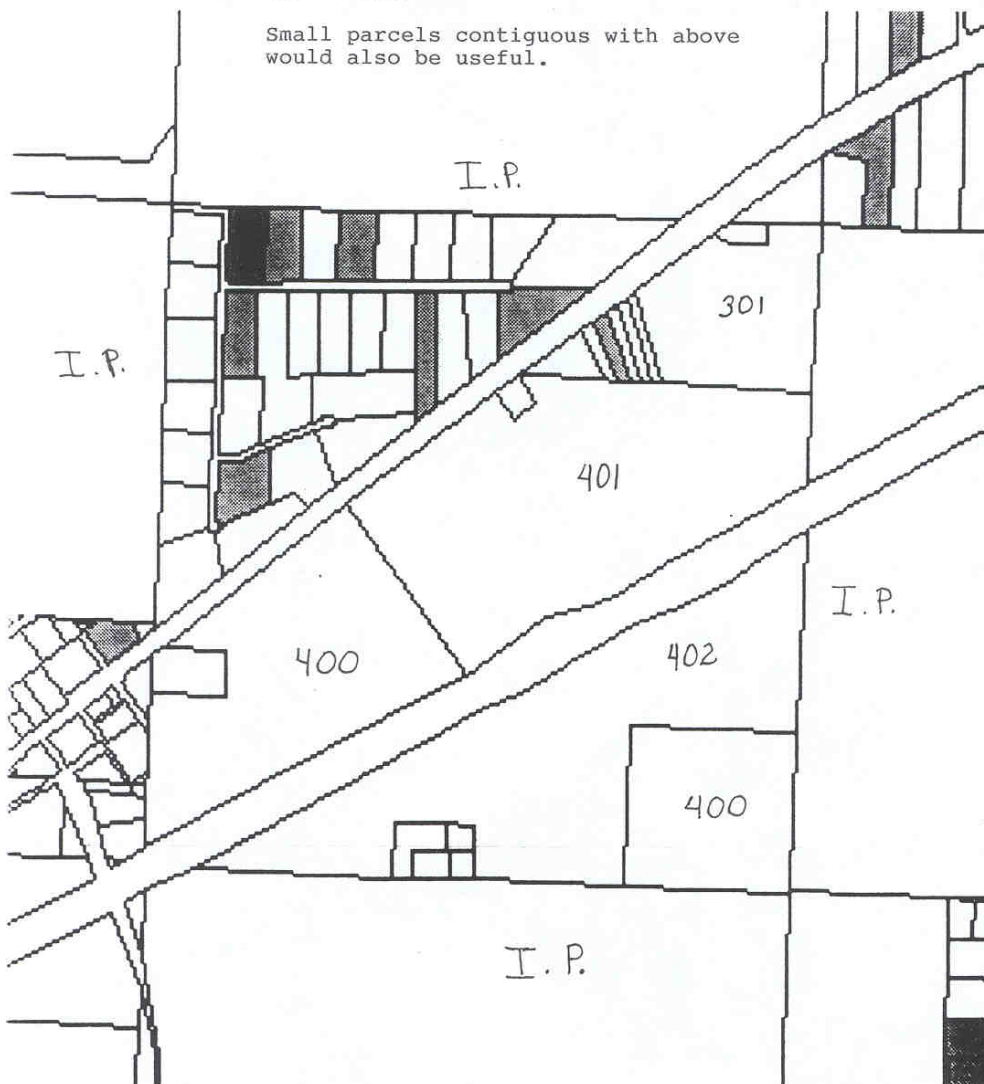 Small parcels contiguous with above
would also be useful.
I.P.
301
I.P.
401
I.P.
400
402
400
I.P.